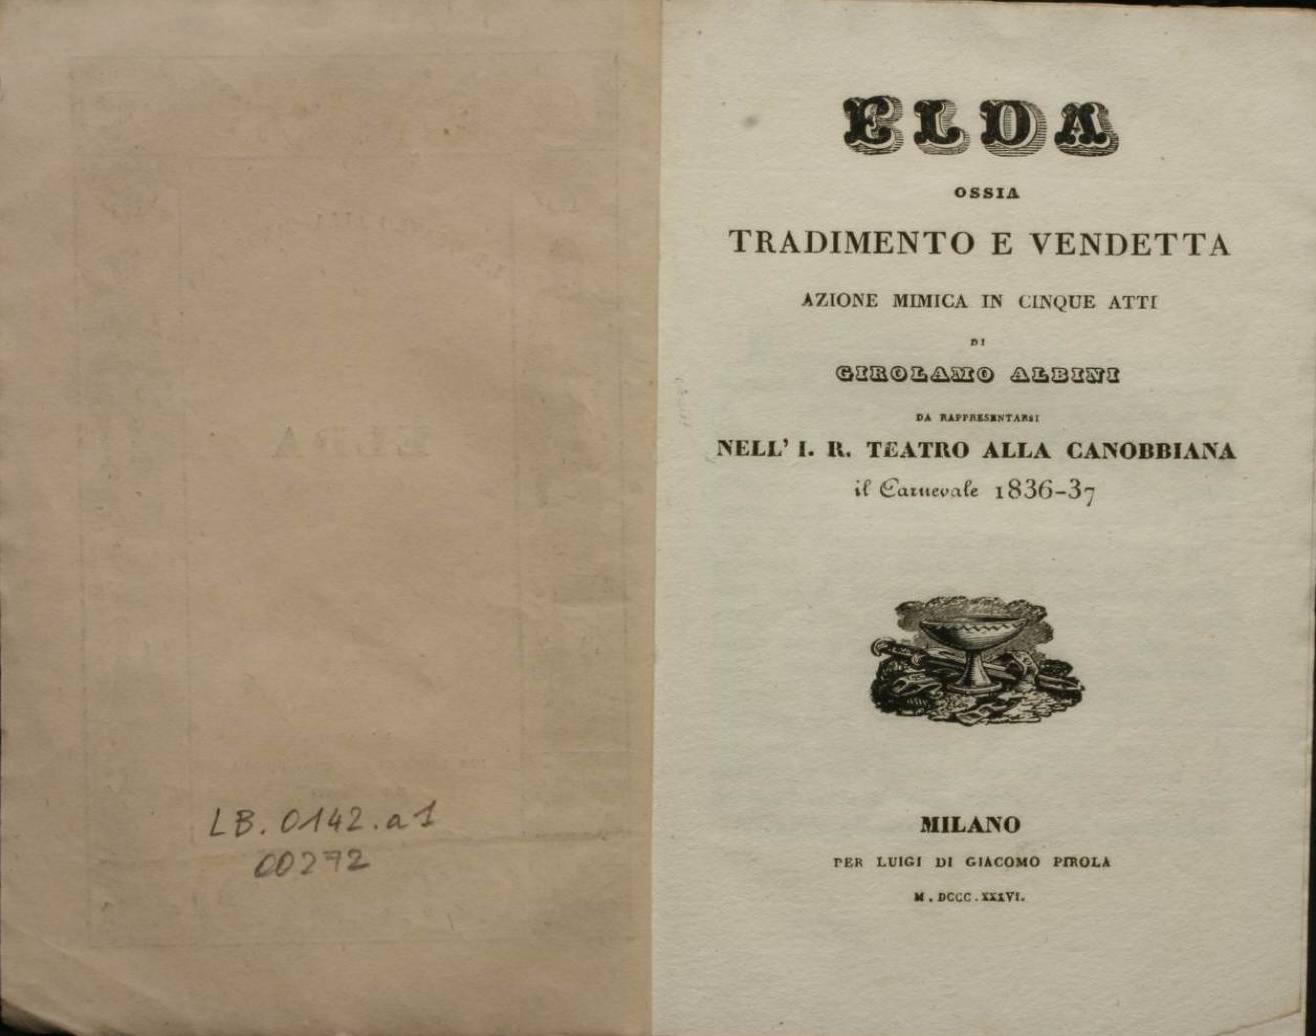 LB. 0142.a1
00272
ELDA
OSSIA
TRADIMENTO E VENDETTA
AZIONE MIMICA IN CINQUE ATTI
DI
GIROLAMO ALBINI
DA RAPPRESENTARSI
NELL' I. R. TEATRO ALLA CANOBBIANA
il Carnevale 1836-37
MILANO
PER LUIGI DI GIACOMO PIROLA
M. DCCC. XXXVI.